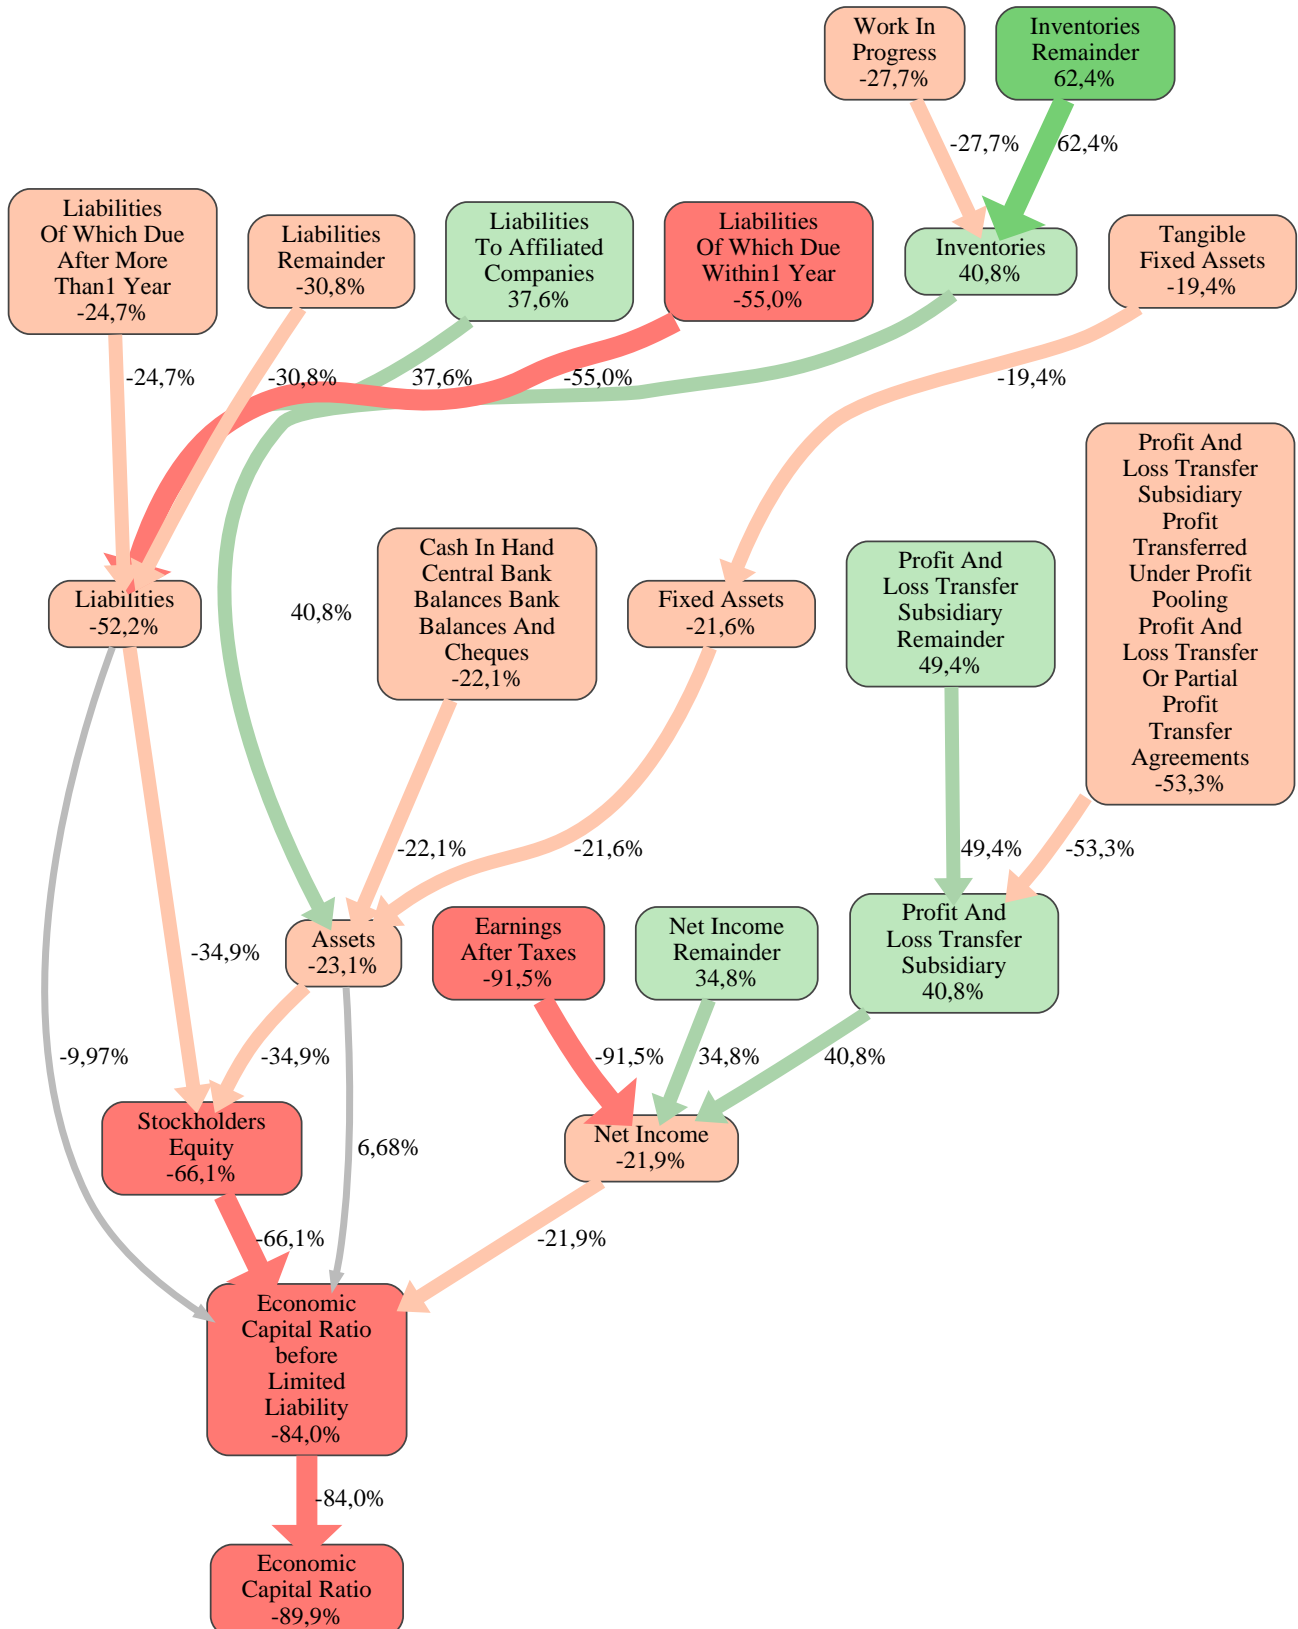 Work In
Progress
-27,7%
Inventories
Remainder
62,4%
-27,7%
62,4%
Liabilities
Of Which Due
After More
Than1 Year
-24,7%
Liabilities
Remainder
-30,8%
Liabilities
To Affiliated
Companies
37,6%
Liabilities
Of Which Due
Within1 Year
-55,0%
Inventories
40,8%
Tangible
Fixed Assets
-19,4%
-24,7%
-30,8%
37,6%
-55,0%
-19,4%
Profit And
Loss Transfer
Subsidiary
Profit
Transferred
Under Profit
Pooling
Profit And
Loss Transfer
Or Partial
Profit
Transfer
Agreements
-53,3%
Cash In Hand
Central Bank
Balances Bank
Balances And
Cheques
-22,1%
Profit And
Loss Transfer
Subsidiary
Remainder
49,4%
Liabilities
-52,2%
40,8%
Fixed Assets
-21,6%
-22,1%
-21,6%
49,4%
-53,3%
-34,9%
Assets
-23,1%
Earnings
After Taxes
-91,5%
Net Income
Remainder
34,8%
Profit And
Loss Transfer
Subsidiary
40,8%
-9,97%
-34,9%
-91,5%
34,8%
40,8%
Stockholders
Equity
-66,1%
6,68%
Net Income
-21,9%
-66,1%
-21,9%
Economic
Capital Ratio
before
Limited
Liability
-84,0%
-84,0%
Economic
Capital Ratio
-89,9%